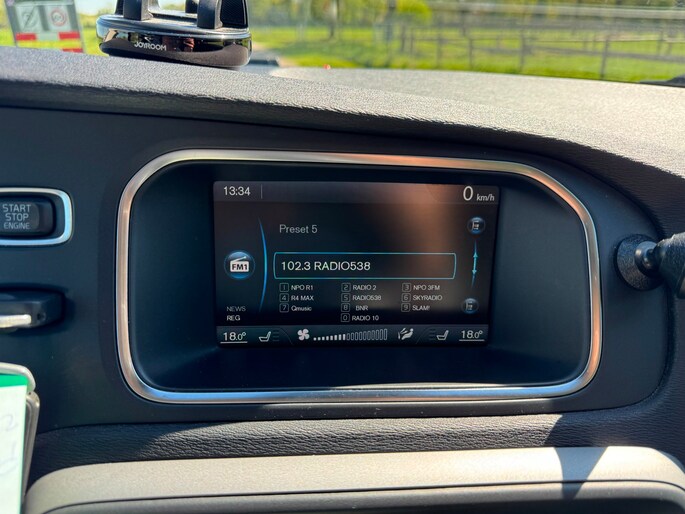 JOYROOM
13:34
0 km/h
START
STOP
ENGINE
Preset 5
FM1
102.3 RADIO538
1 NPO R1 2 RADIO 2 3 NPO 3FM
4 R4 MAX 5 RADIO538 6 SKYRADIO
7 Qmusic 8 BNR 9 SLAM!
0 RADIO 10
NEWS
REG
18.0° 18.0°